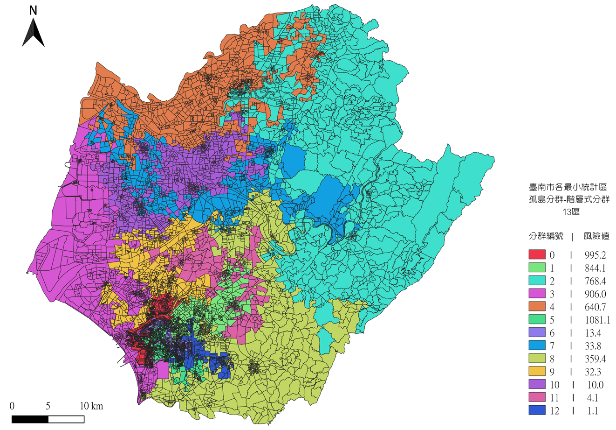 N
臺南市各最小統計區
孤島分群-階層式分群
13區
分群編號 | 風險值
0 | 995.2
1 | 844.1
2 | 768.4
3 | 906.0
4 | 640.7
5 | 1081.1
6 | 13.4
7 | 33.8
8 | 359.4
9 | 32.3
10 | 10.0
11 | 4.1
12 | 1.1
0 5 10 km